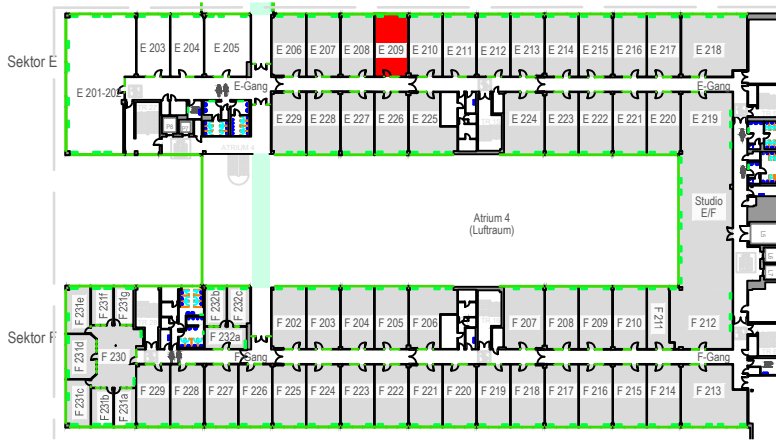 Sektor E
E 203
E 204
E 205
E 206
E 207
E 208
E 209
E 210
E 211
E 212
E 213
E 214
E 215
E 216
E 217
E 218
E 201-202
E-Gang
E-Gang
E 229
E 228
E 227
E 226
E 225
E 224
E 223
E 222
E 221
E 220
E 219
ATRIUM 4
Atrium 4
(Luftraum)
Studio
E/F
Sektor F
F 231e
F 231f
F 231g
F 232b
F 232c
F 202
F 203
F 204
F 205
F 206
F 207
F 208
F 209
F 210
F 211
F 212
F 231d
F 230
F 232a
F-Gang
F-Gang
F 231c
F 231b
F 231a
F 229
F 228
F 227
F 226
F 225
F 224
F 223
F 222
F 221
F 220
F 219
F 218
F 217
F 216
F 215
F 214
F 213